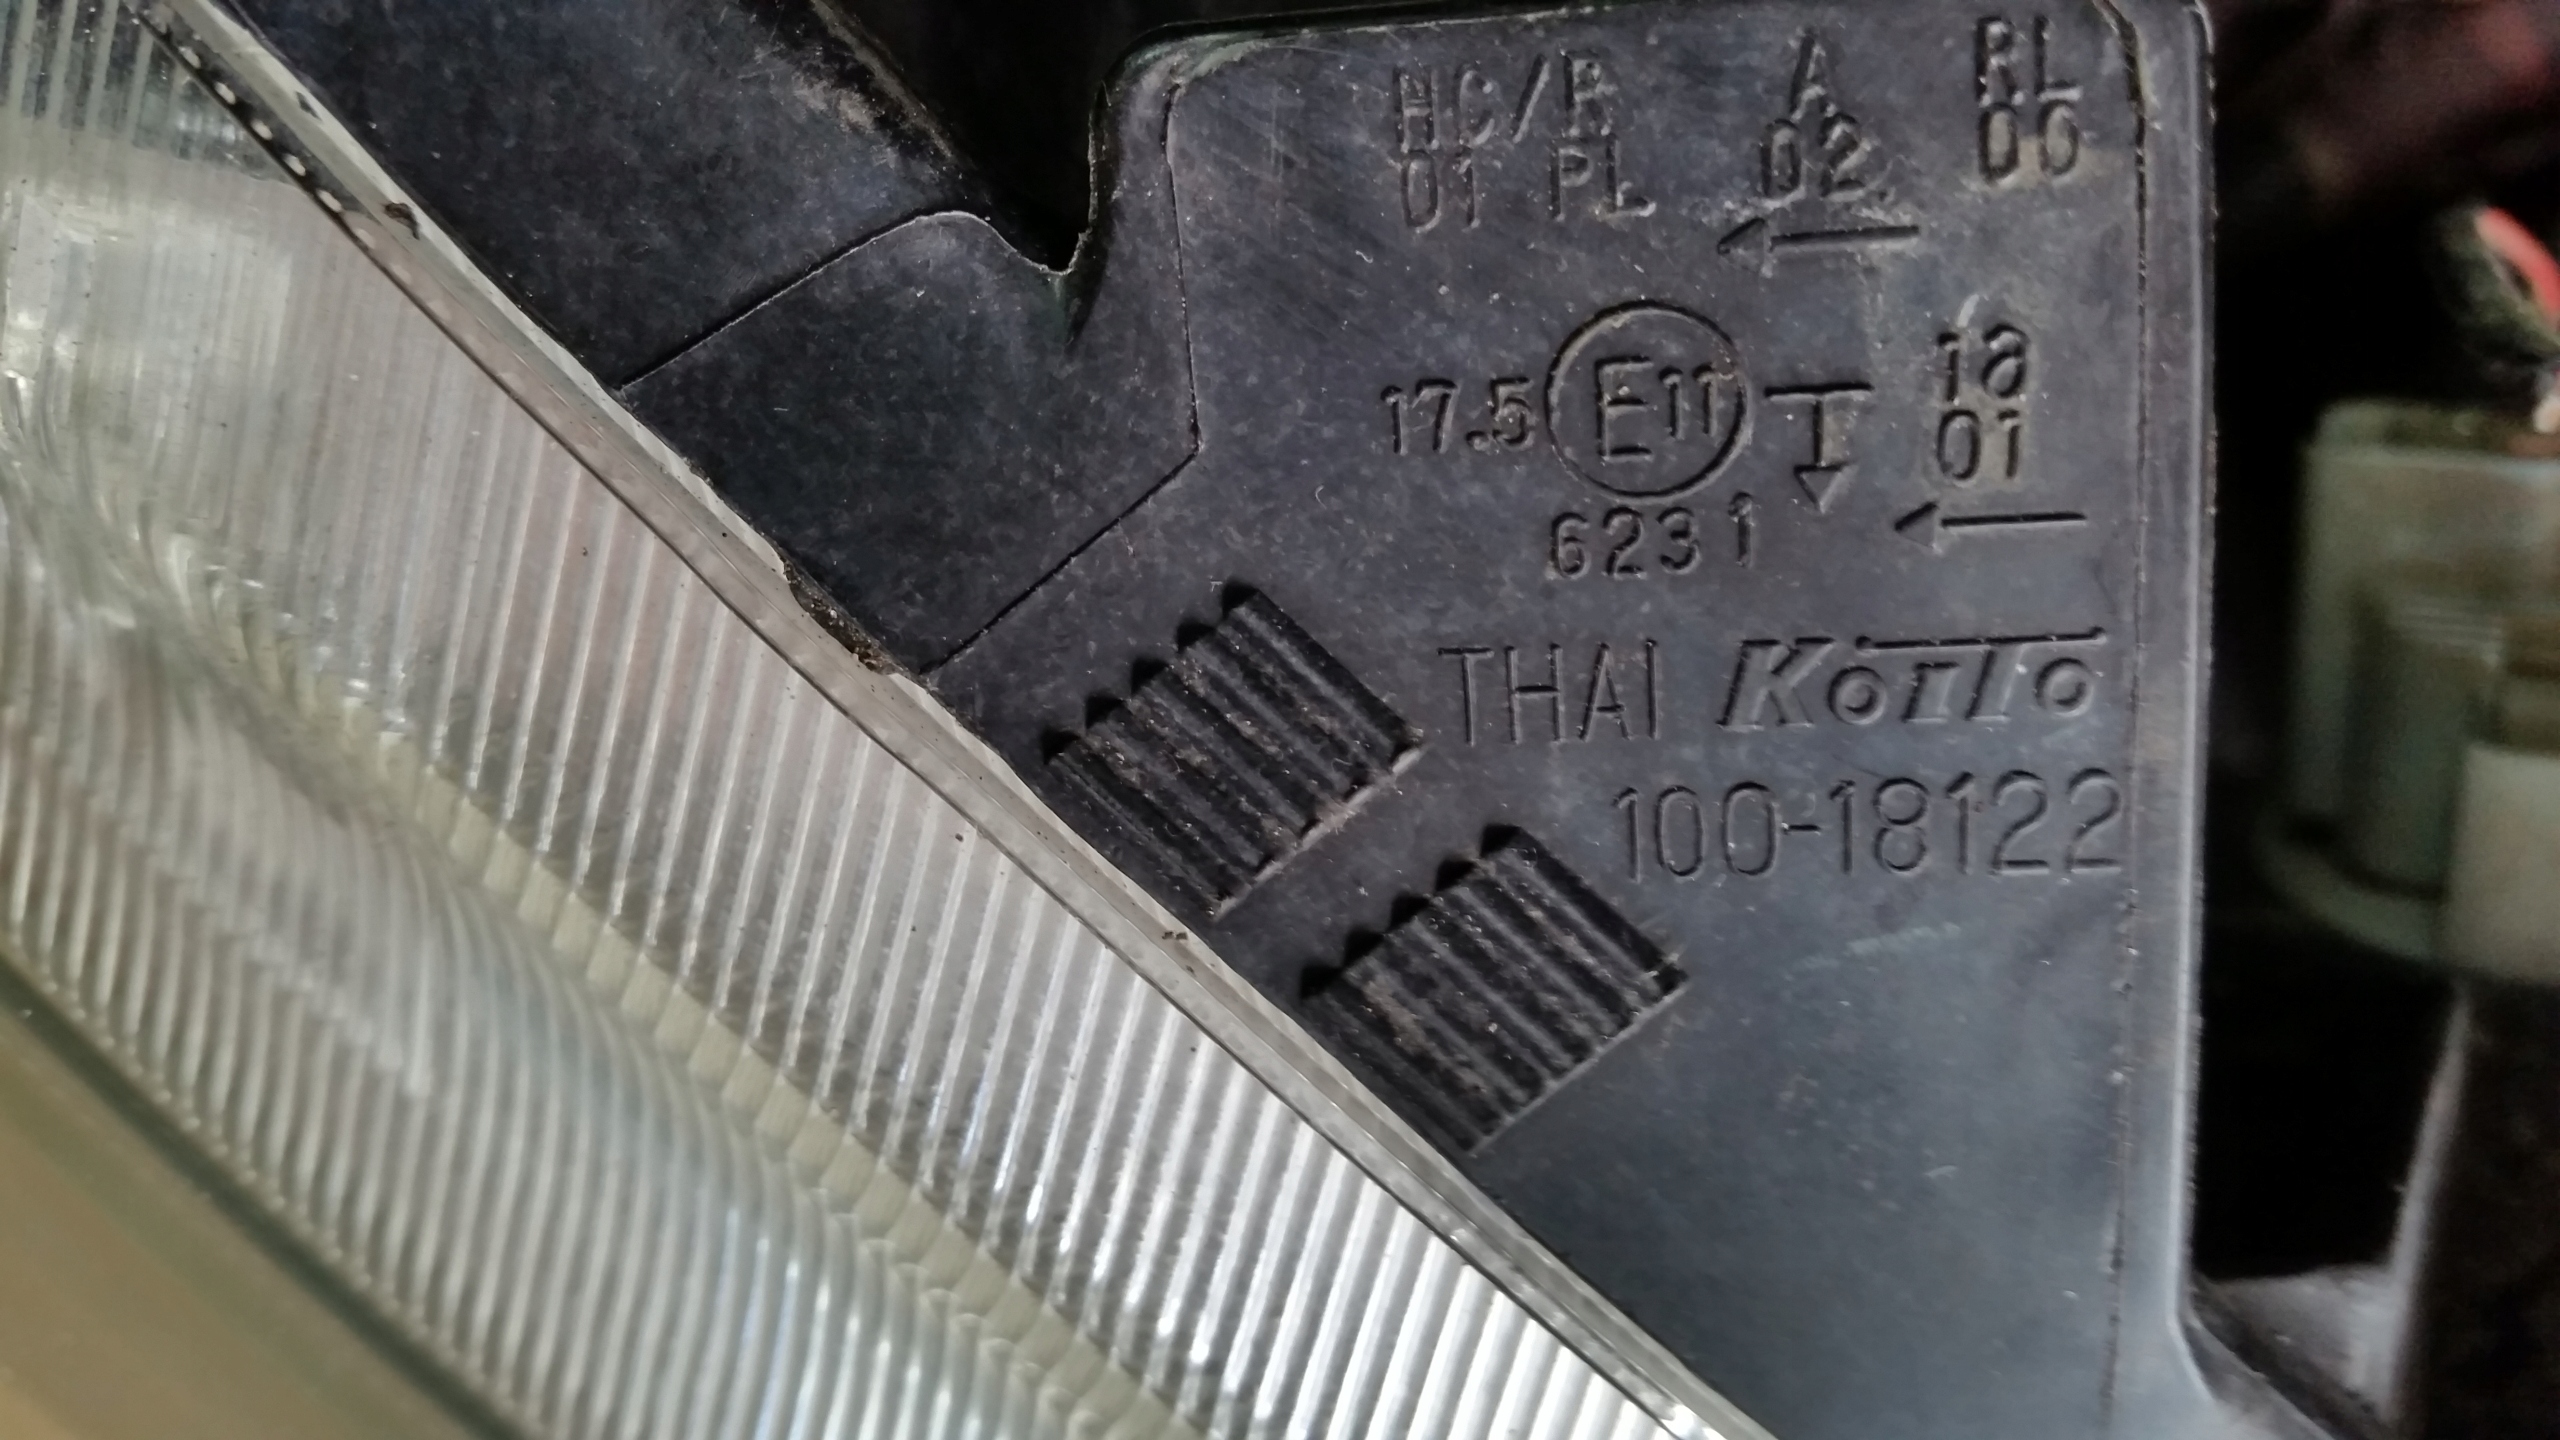 HC/R A RL
01 PL 02 00
←
17.5 E11 1a
01
6231 ←
THAI Koito
100-18122